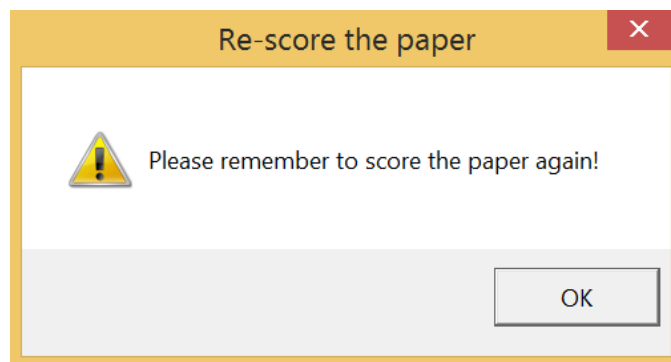 Re-score the paper
Please remember to score the paper again!
OK